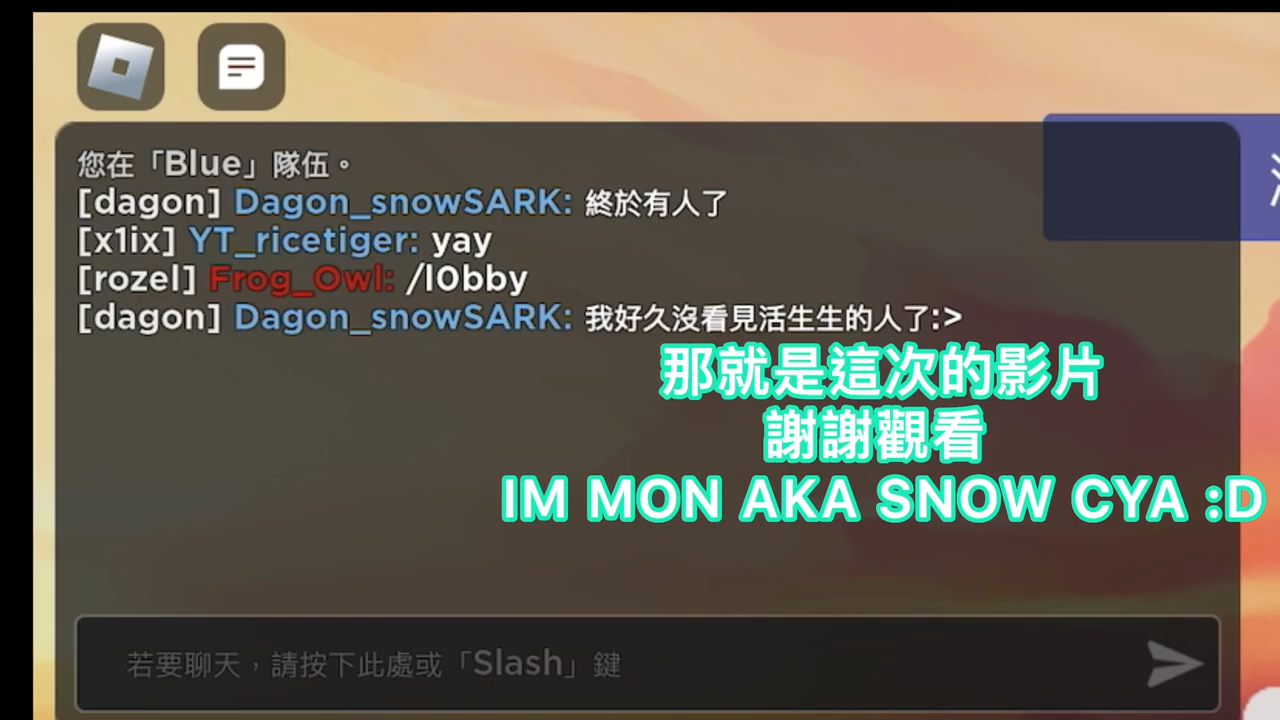 您在「Blue」隊伍。
[dagon] Dagon_snowSARK: 終於有人了
[x1ix] YT_ricetiger: yay
[rozel] Frog_Owl: /l0bby
[dagon] Dagon_snowSARK: 我好久沒看見活生生的人了:>
那就是這次的影片
謝謝觀看
IM MON AKA SNOW CYA :D
若要聊天，請按下此處或「Slash」鍵